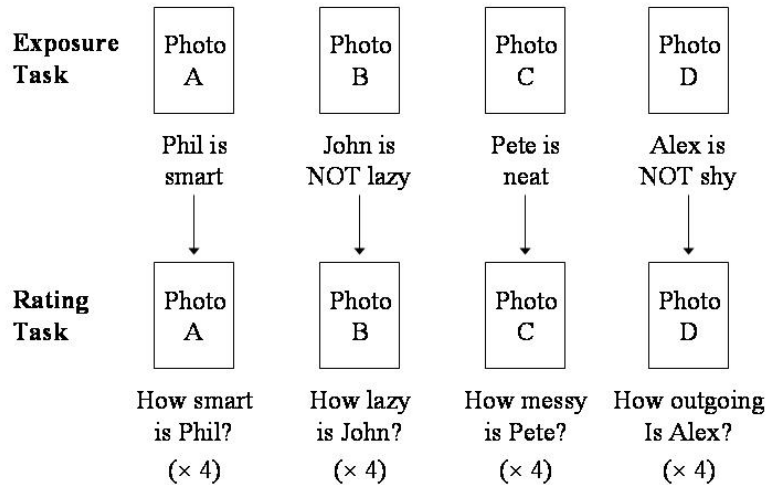 Exposure Task
Photo A
Photo B
Photo C
Photo D
Phil is smart
John is NOT lazy
Pete is neat
Alex is NOT shy
Rating Task
Photo A
Photo B
Photo C
Photo D
How smart is Phil?
How lazy is John?
How messy is Pete?
How outgoing Is Alex?
(× 4)
(× 4)
(× 4)
(× 4)